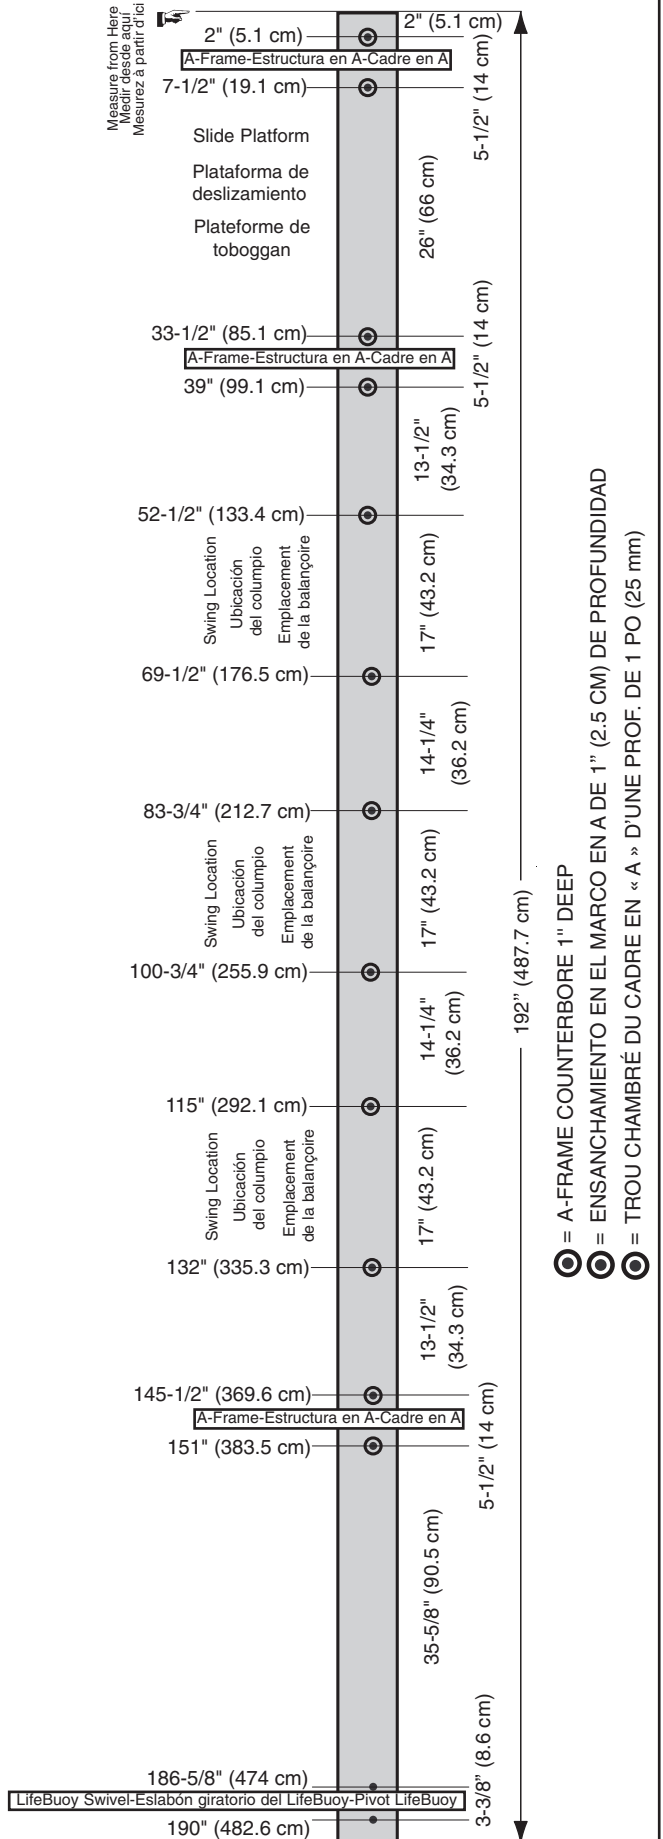 Measure from Here
Medir desde aquí
Mesurez à partir d'ici
2" (5.1 cm)
2" (5.1 cm)
A-Frame-Estructura en A-Cadre en A
7-1/2" (19.1 cm)
5-1/2" (14 cm)
Slide Platform
Plataforma de
deslizamiento
Plateforme de
toboggan
26" (66 cm)
33-1/2" (85.1 cm)
A-Frame-Estructura en A-Cadre en A
39" (99.1 cm)
5-1/2" (14 cm)
13-1/2"
(34.3 cm)
52-1/2" (133.4 cm)
Swing Location
Ubicación
del columpio
Emplacement
de la balançoire
17" (43.2 cm)
69-1/2" (176.5 cm)
14-1/4"
(36.2 cm)
83-3/4" (212.7 cm)
Swing Location
Ubicación
del columpio
Emplacement
de la balançoire
17" (43.2 cm)
100-3/4" (255.9 cm)
14-1/4"
(36.2 cm)
115" (292.1 cm)
Swing Location
Ubicación
del columpio
Emplacement
de la balançoire
17" (43.2 cm)
132" (335.3 cm)
13-1/2"
(34.3 cm)
145-1/2" (369.6 cm)
A-Frame-Estructura en A-Cadre en A
151" (383.5 cm)
5-1/2" (14 cm)
35-5/8" (90.5 cm)
186-5/8" (474 cm)
LifeBuoy Swivel-Eslabón giratorio del LifeBuoy-Pivot LifeBuoy
190" (482.6 cm)
3-3/8" (8.6 cm)
192” (487.7 cm)
= A-FRAME COUNTERBORE 1" DEEP
= ENSANCHAMIENTO EN EL MARCO EN A DE 1” (2.5 CM) DE PROFUNDIDAD
= TROU CHAMBRÉ DU CADRE EN « A » D’UNE PROF. DE 1 PO (25 mm)